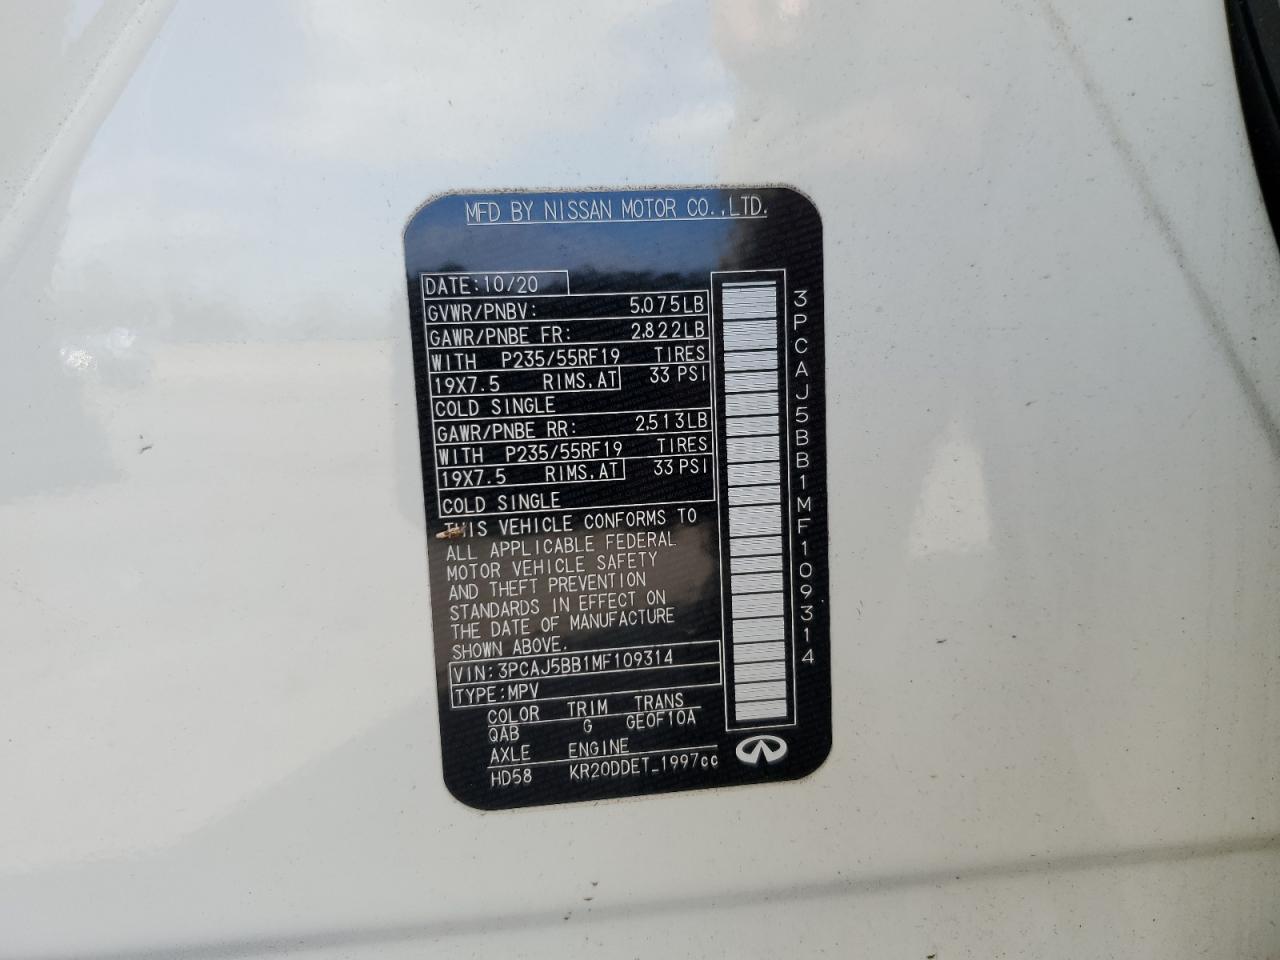 MFD BY NISSAN MOTOR CO.,LTD.
DATE:10/20
GVWR/PNBV: 5,075LB
GAWR/PNBE FR: 2,822LB
WITH P235/55RF19 TIRES
19X7.5 RIMS,AT 33 PSI
COLD SINGLE
GAWR/PNBE RR: 2,513LB
WITH P235/55RF19 TIRES
19X7.5 RIMS,AT 33 PSI
COLD SINGLE
THIS VEHICLE CONFORMS TO
ALL APPLICABLE FEDERAL
MOTOR VEHICLE SAFETY
AND THEFT PREVENTION
STANDARDS IN EFFECT ON
THE DATE OF MANUFACTURE
SHOWN ABOVE.
VIN:3PCAJ5BB1MF109314
TYPE:MPV
COLOR TRIM TRANS
QAB G GE0F10A
AXLE ENGINE
HD58 KR20DDET_1997cc
3PCAJ5BB1MF109314